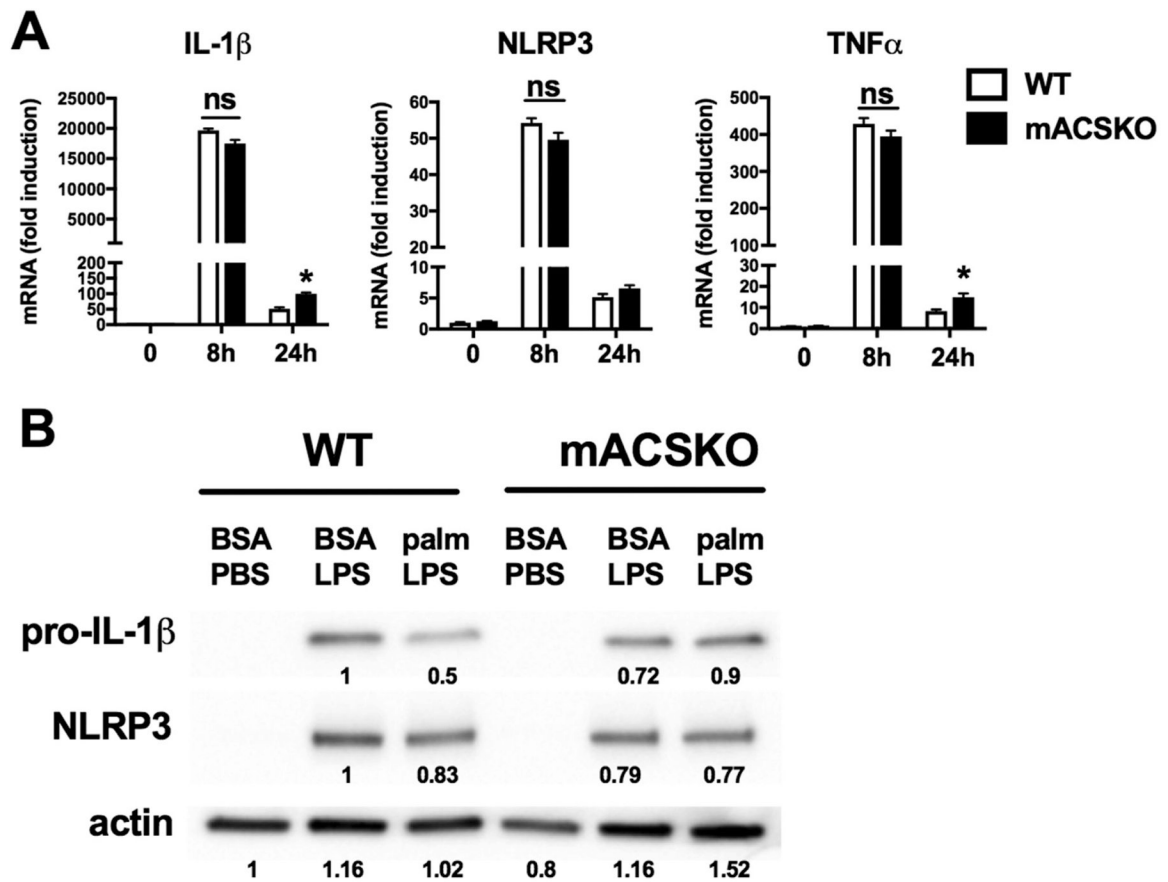 A
IL-1β
NLRP3
TNFα
WT
mACSKO
mRNA (fold induction)
25000
20000
15000
10000
5000
200
150
100
50
0
ns
*
0
8h
24h
mRNA (fold induction)
60
50
40
30
20
10
5
0
ns
0
8h
24h
mRNA (fold induction)
500
400
300
200
100
30
20
10
0
ns
*
0
8h
24h
B
WT
mACSKO
BSA BSA palm BSA BSA palm
PBS LPS LPS PBS LPS LPS
pro-IL-1β
1 0.5 0.72 0.9
NLRP3
1 0.83 0.79 0.77
actin
1 1.16 1.02 0.8 1.16 1.52